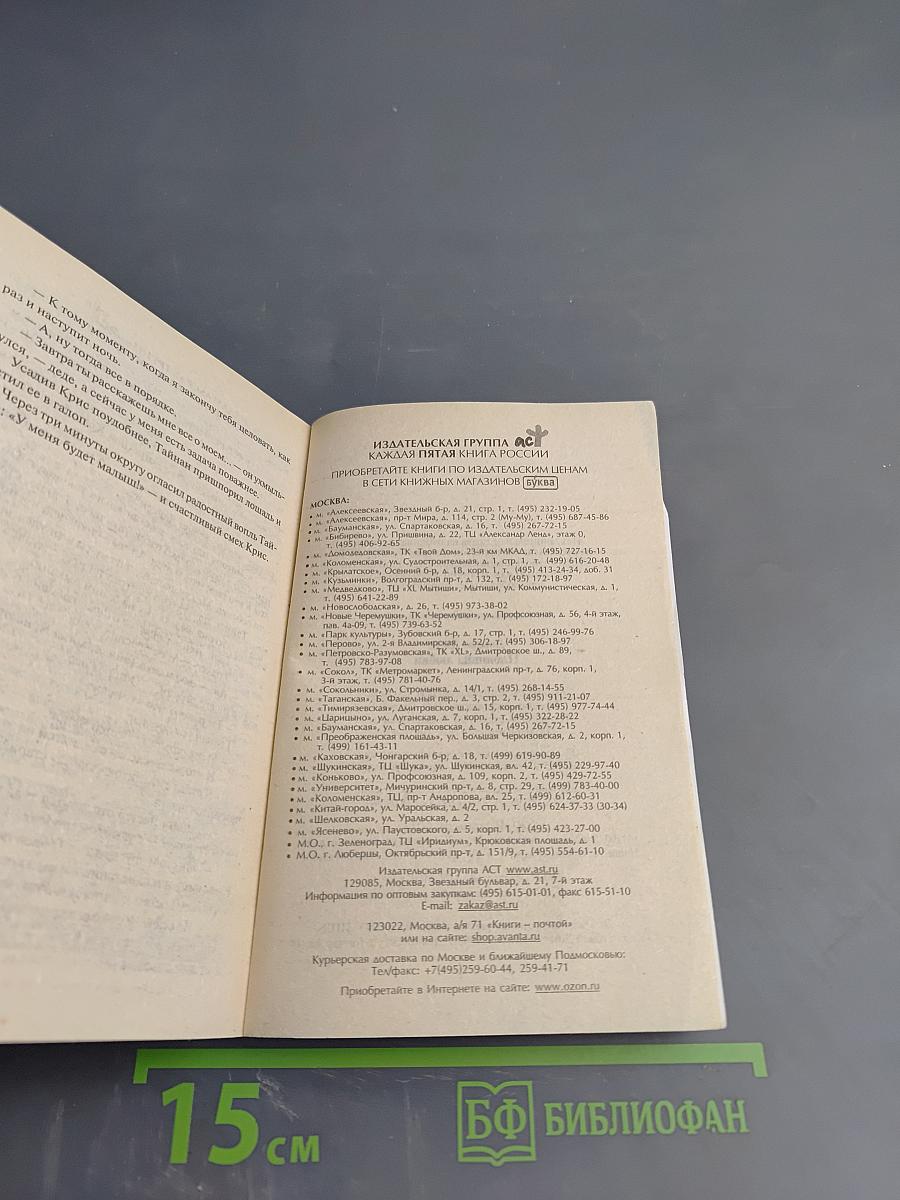 — К тому моменту, когда я закончу тебя целовать, как
раз и наступит ночь.
— А, ну тогда все в порядке.
— Завтра ты расскажешь мне все о моем... — он ухмыль-
улся, — деде, а сейчас у меня есть задача поважнее.
Усадив Крис поудобнее, Тайнан пришпорил лошадь и
тил ее в галоп.
Через три минуты округу огласил радостный вопль Тай-
: «У меня будет малыш!» — и счастливый смех Крис.
ИЗДАТЕЛЬСКАЯ ГРУППА аст
КАЖДАЯ ПЯТАЯ КНИГА РОССИИ
ПРИОБРЕТАЙТЕ КНИГИ ПО ИЗДАТЕЛЬСКИМ ЦЕНАМ
В СЕТИ КНИЖНЫХ МАГАЗИНОВ БУКВА
МОСКВА:
• м. «Алексеевская», Звездный б-р, д. 21, стр. 1, т. (495) 232-19-05
• м. «Алексеевская», пр-т Мира, д. 114, стр. 2 (Му-Му), т. (495) 687-45-86
• м. «Бауманская», ул. Спартаковская, д. 16, т. (495) 267-72-15
• м. «Бибирево», ул. Пришвина, д. 22, ТЦ «Александр Ленд», этаж 0,
т. (495) 406-92-65
• м. «Домодедовская», ТК «Твой Дом», 23-й км МКАД, т. (495) 727-16-15
• м. «Коломенская», ул. Судостроительная, д. 1, стр. 1, т. (499) 616-20-48
• м. «Крылатское», Осенний б-р, д. 18, корп. 1, т. (495) 413-24-34, доб. 31
• м. «Кузьминки», Волгоградский пр-т, д. 132, т. (495) 172-18-97
• м. «Медведково», ТЦ «XL Мытищи», Мытищи, ул. Коммунистическая, д. 1,
т. (495) 641-22-89
• м. «Новослободская», д. 26, т. (495) 973-38-02
• м. «Новые Черемушки», ТК «Черемушки», ул. Профсоюзная, д. 56, 4-й этаж,
пав. 4а-09, т. (495) 739-63-52
• м. «Парк культуры», Зубовский б-р, д. 17, стр. 1, т. (495) 246-99-76
• м. «Перово», ул. 2-я Владимирская, д. 52/2, т. (495) 306-18-97
• м. «Петровско-Разумовская», ТК «XL», Дмитровское ш., д. 89,
т. (495) 783-97-08
• м. «Сокол», ТК «Метромаркет», Ленинградский пр-т, д. 76, корп. 1,
3-й этаж, т. (495) 781-40-76
• м. «Сокольники», ул. Стромынка, д. 14/1, т. (495) 268-14-55
• м. «Таганская», Б. Факельный пер., д. 3, стр. 2, т. (495) 911-21-07
• м. «Тимирязевская», Дмитровское ш., д. 15, корп. 1, т. (495) 977-74-44
• м. «Царицыно», ул. Луганская, д. 7, корп. 1, т. (495) 322-28-22
• м. «Бауманская», ул. Спартаковская, д. 16, т. (495) 267-72-15
• м. «Преображенская площадь», ул. Большая Черкизовская, д. 2, корп. 1,
т. (499) 161-43-11
• м. «Каховская», Чонгарский б-р, д. 18, т. (499) 619-90-89
• м. «Щукинская», ТЦ «Щука», ул. Щукинская, вл. 42, т. (495) 229-97-40
• м. «Коньково», ул. Профсоюзная, д. 109, корп. 2, т. (495) 429-72-55
• м. «Университет», Мичуринский пр-т, д. 8, стр. 29, т. (499) 783-40-00
• м. «Коломенская», ТЦ, пр-т Андропова, вл. 25, т. (499) 612-60-31
• м. «Китай-город», ул. Маросейка, д. 4/2, стр. 1, т. (495) 624-37-33 (30-34)
• м. «Щелковская», ул. Уральская, д. 2
• м. «Ясенево», ул. Паустовского, д. 5, корп. 1, т. (495) 423-27-00
• М.О., г. Зеленоград, ТЦ «Иридиум», Крюковская площадь, д. 1
• М.О. г. Люберцы, Октябрьский пр-т, д. 151/9, т. (495) 554-61-10
Издательская группа АСТ www.ast.ru
129085, Москва, Звездный бульвар, д. 21, 7-й этаж
Информация по оптовым закупкам: (495) 615-01-01, факс 615-51-10
E-mail: zakaz@ast.ru
123022, Москва, а/я 71 «Книги – почтой»
или на сайте: shop.avanta.ru
Курьерская доставка по Москве и ближайшему Подмосковью:
Тел/факс: +7(495)259-60-44, 259-41-71
Приобретайте в Интернете на сайте: www.ozon.ru
15 см
БФ БИБЛИОФАН